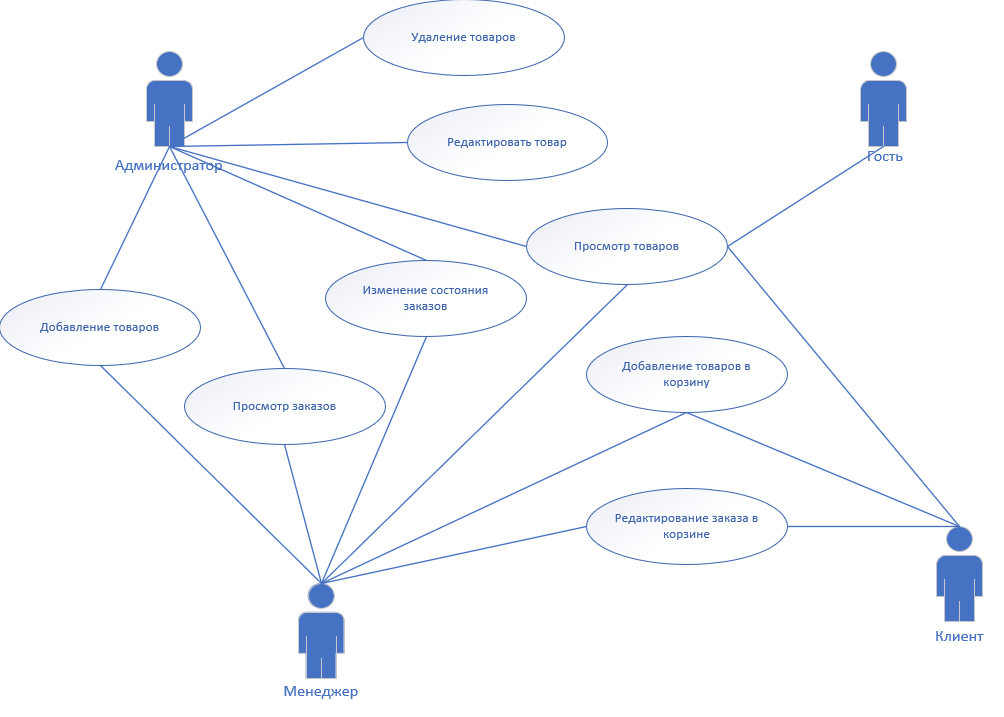 Удаление товаров
Редактировать товар
Гость
Администратор
Просмотр товаров
Изменение состояния
заказов
Добавление товаров
Добавление товаров в
корзину
Просмотр заказов
Редактирование заказа в
корзине
Клиент
Менеджер